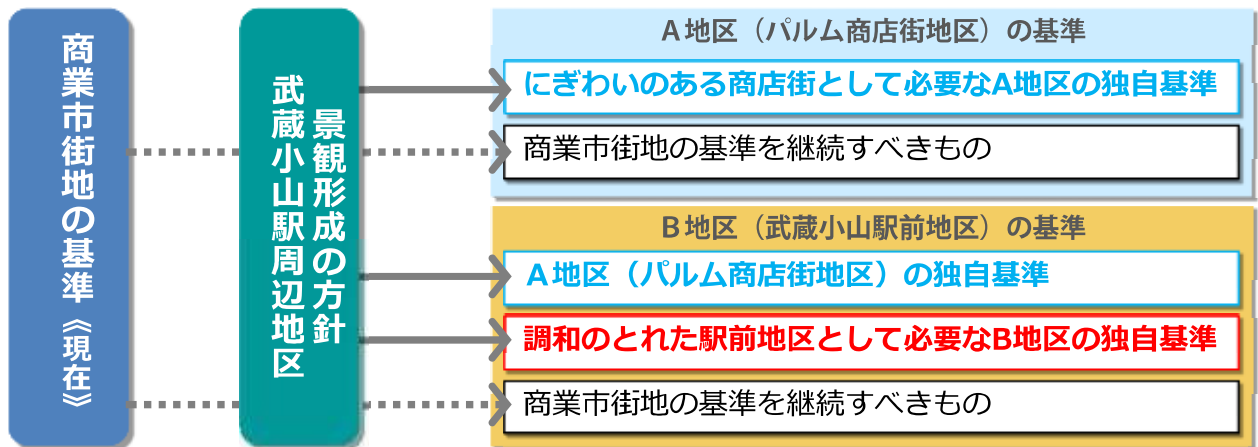 商業市街地の基準《現在》
景観形成の方針
武蔵小山駅周辺地区
A地区（パルム商店街地区）の基準
にぎわいのある商店街として必要なA地区の独自基準
商業市街地の基準を継続すべきもの
B地区（武蔵小山駅前地区）の基準
A地区（パルム商店街地区）の独自基準
調和のとれた駅前地区として必要なB地区の独自基準
商業市街地の基準を継続すべきもの